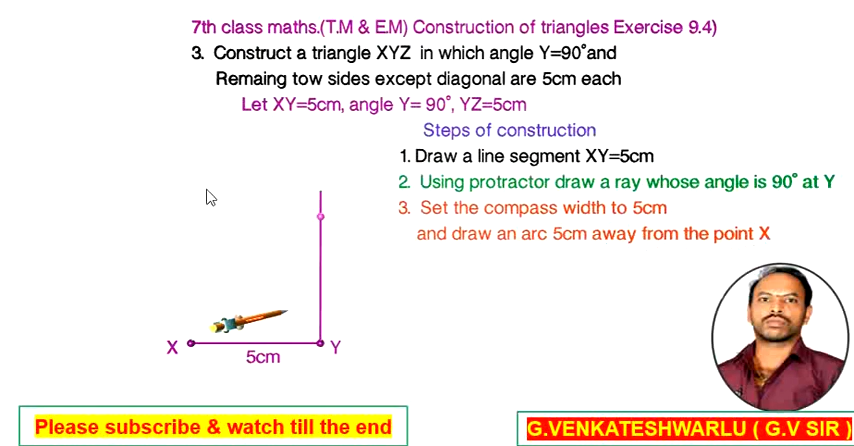 7th class maths.(T.M & E.M) Construction of triangles Exercise 9.4)
3. Construct a triangle XYZ in which angle Y=90°and
Remaing tow sides except diagonal are 5cm each
Let XY=5cm, angle Y= 90°, YZ=5cm
Steps of construction
1. Draw a line segment XY=5cm
2. Using protractor draw a ray whose angle is 90° at Y
3. Set the compass width to 5cm
and draw an arc 5cm away from the point X
X
Y
5cm
Please subscribe & watch till the end
G.VENKATESHWARLU ( G.V SIR )